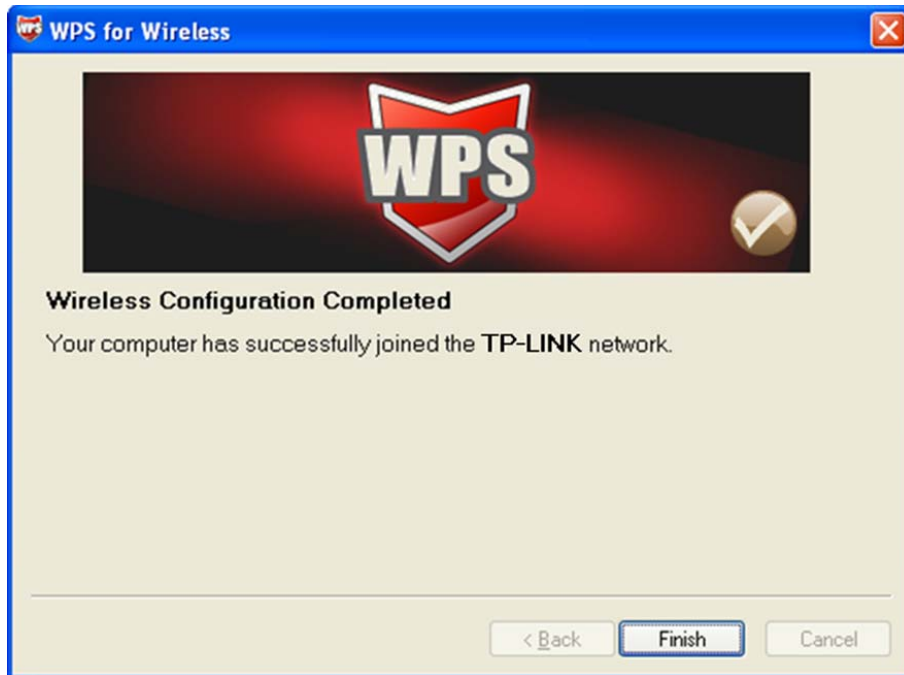 WPS WPS for Wireless
WPS
Wireless Configuration Completed
Your computer has successfully joined the TP-LINK network.
< Back Finish Cancel